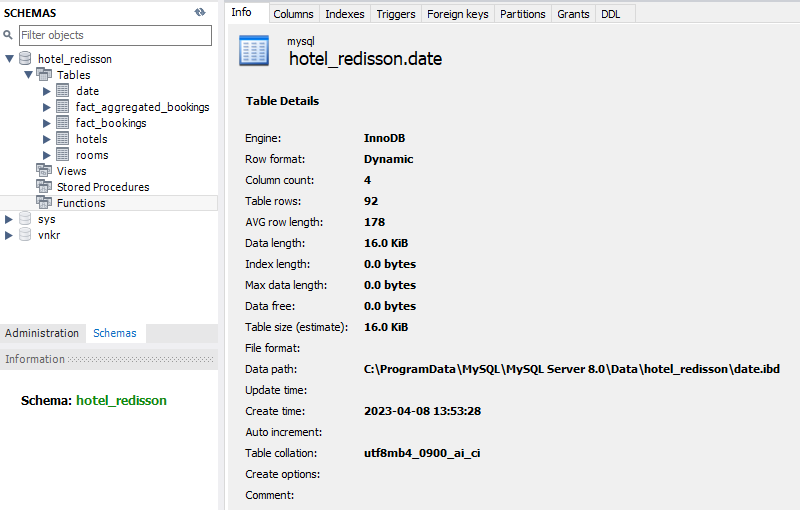 SCHEMAS
Filter objects
hotel_redisson
Tables
date
fact_aggregated_bookings
fact_bookings
hotels
rooms
Views
Stored Procedures
Functions
sys
vnkr
Administration Schemas
Information
Schema: hotel_redisson
Info Columns Indexes Triggers Foreign keys Partitions Grants DDL
mysql
hotel_redisson.date
Table Details
Engine: InnoDB
Row format: Dynamic
Column count: 4
Table rows: 92
AVG row length: 178
Data length: 16.0 KiB
Index length: 0.0 bytes
Max data length: 0.0 bytes
Data free: 0.0 bytes
Table size (estimate): 16.0 KiB
File format:
Data path: C:\ProgramData\MySQL\MySQL Server 8.0\Data\hotel_redisson\date.ibd
Update time:
Create time: 2023-04-08 13:53:28
Auto increment:
Table collation: utf8mb4_0900_ai_ci
Create options:
Comment: